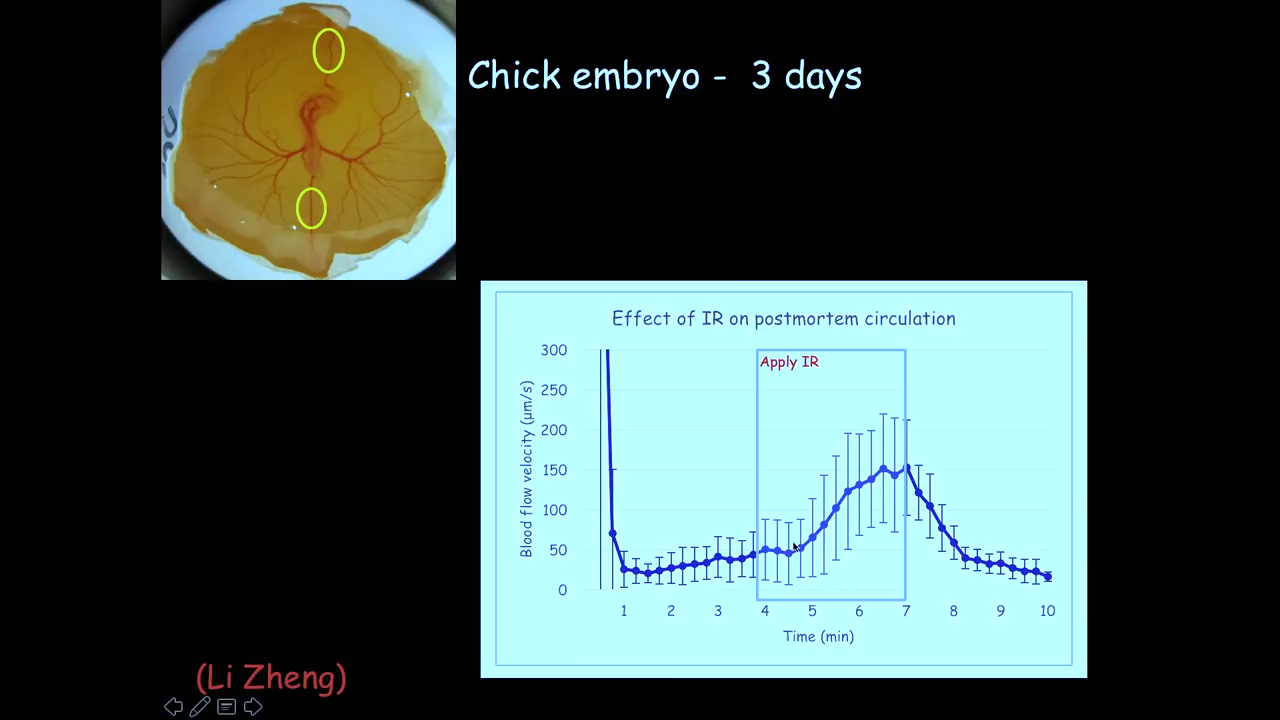 Chick embryo - 3 days
Effect of IR on postmortem circulation
Apply IR
Blood flow velocity (µm/s)
300
250
200
150
100
50
0
1 2 3 4 5 6 7 8 9 10
Time (min)
(Li Zheng)